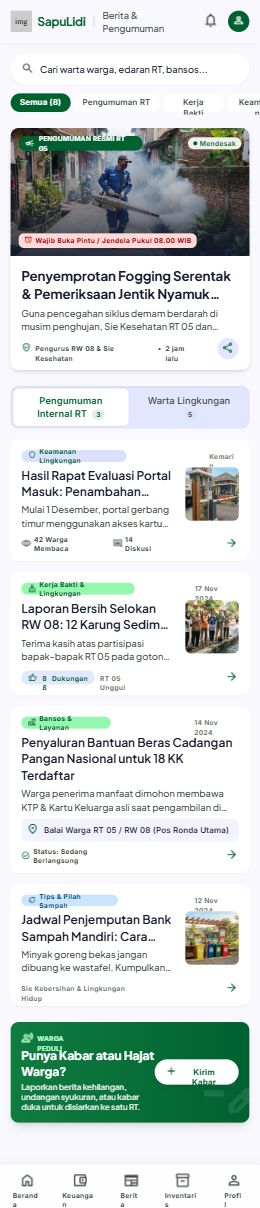 img SapuLidi Berita & Pengumuman
Cari warta warga, edaran RT, bansos...
Semua (8) Pengumuman RT Kerja Bakti Keam
PENGUMUMAN RESMI RT 05
Mendesak
Wajib Buka Pintu / Jendela Pukul 08.00 WIB
Penyemprotan Fogging Serentak
& Pemeriksaan Jentik Nyamuk...
Guna pencegahan siklus demam berdarah di
musim penghujan, Sie Kesehatan RT 05 dan...
Pengurus RW 08 & Sie Kesehatan • 2 jam lalu
Pengumuman Internal RT 3
Warta Lingkungan 5
Keamanan Lingkungan
Kemarin
Hasil Rapat Evaluasi Portal
Masuk: Penambahan...
Mulai 1 Desember, portal gerbang
timur menggunakan akses kartu...
42 Warga Membaca
14 Diskusi
Kerja Bakti & Lingkungan
17 Nov 2024
Laporan Bersih Selokan
RW 08: 12 Karung Sedim...
Terima kasih atas partisipasi
bapak-bapak RT 05 pada goton...
8 8 Dukungan
RT 05 Unggul
Bansos & Layanan
14 Nov 2024
Penyaluran Bantuan Beras Cadangan
Pangan Nasional untuk 18 KK
Terdaftar
Warga penerima manfaat dimohon membawa
KTP & Kartu Keluarga asli saat pengambilan di...
Balai Warga RT 05 / RW 08 (Pos Ronda Utama)
Status: Sedang Berlangsung
Tips & Pilah Sampah
12 Nov 2024
Jadwal Penjemputan Bank
Sampah Mandiri: Cara...
Minyak goreng bekas jangan
dibuang ke wastafel. Kumpulkan...
Sie Kebersihan & Lingkungan Hidup
WARGA PEDULI
Punya Kabar atau Hajat
Warga?
Laporkan berita kehilangan,
undangan syukuran, atau kabar
duka untuk disiarkan ke satu RT.
Kirim Kabar
Beranda Keuangan Berita Inventaris Profil